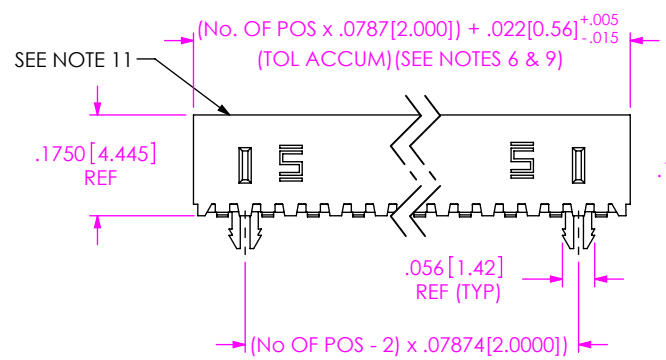 (No. OF POS x .0787[2.000]) + .022[0.56] +.005 -.015
(TOL ACCUM)(SEE NOTES 6 & 9)
SEE NOTE 11
.1750 [4.445]
REF
.056[1.42]
REF (TYP)
(No OF POS - 2) x .07874[2.0000])